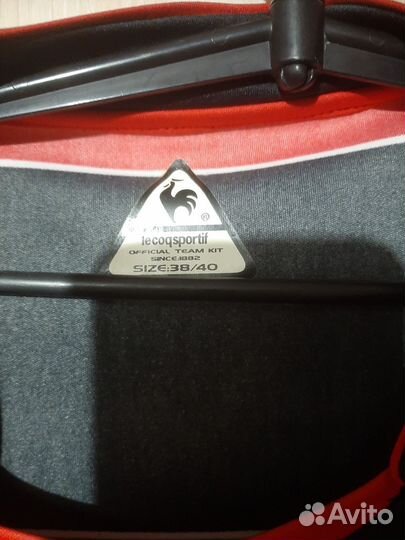 ®
lecoqsportif
OFFICIAL TEAM KIT
SINCE.1882
SIZE:38/40
Avito